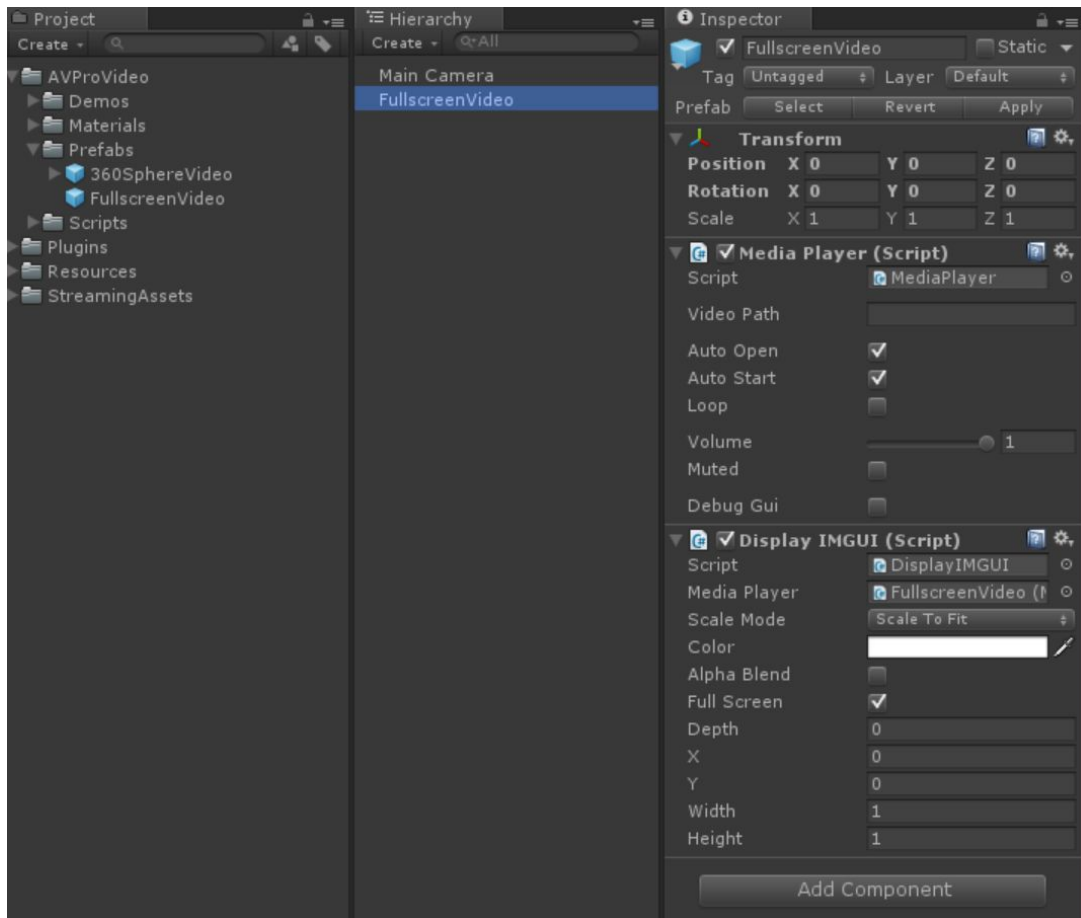 Project
Create
AVProVideo
Demos
Materials
Prefabs
360SphereVideo
FullscreenVideo
Scripts
Plugins
Resources
StreamingAssets
Hierarchy
Create All
Main Camera
FullscreenVideo
Inspector
FullscreenVideo Static
Tag Untagged Layer Default
Prefab Select Revert Apply
Transform
Position X 0 Y 0 Z 0
Rotation X 0 Y 0 Z 0
Scale X 1 Y 1 Z 1
Media Player (Script)
Script MediaPlayer
Video Path
Auto Open
Auto Start
Loop
Volume 1
Muted
Debug Gui
Display IMGUI (Script)
Script DisplayIMGUI
Media Player FullscreenVideo (
Scale Mode Scale To Fit
Color
Alpha Blend
Full Screen
Depth 0
X 0
Y 0
Width 1
Height 1
Add Component